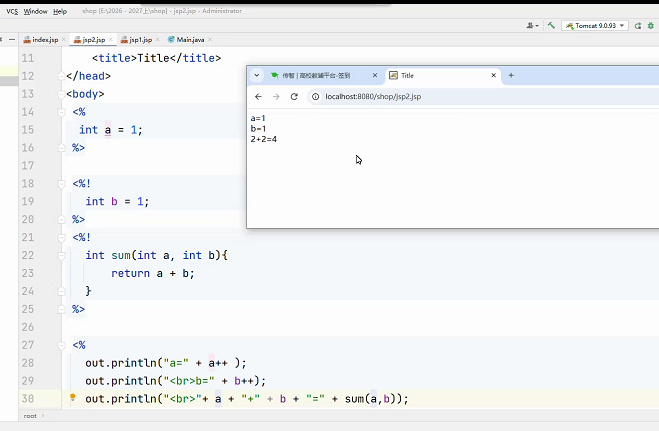 VCS Window Help shop [E:\2026 - 2027上\shop] - jsp2.jsp - Administrator
Tomcat 9.0.93
index.jsp jsp2.jsp jsp1.jsp Main.java
11 <title>Title</title>
12 </head>
13 <body>
14 <%
15 int a = 1;
16 %>
17
18 <%!
19 int b = 1;
20 %>
21 <%!
22 int sum(int a, int b){
23 return a + b;
24 }
25 %>
26
27 <%
28 out.println("a=" + a++ );
29 out.println("<br>b=" + b++);
30 out.println("<br>"+ a + "+" + b + "=" + sum(a,b));
root
传智 | 高校教辅平台-签到 Title
localhost:8080/shop/jsp2.jsp
a=1
b=1
2+2=4